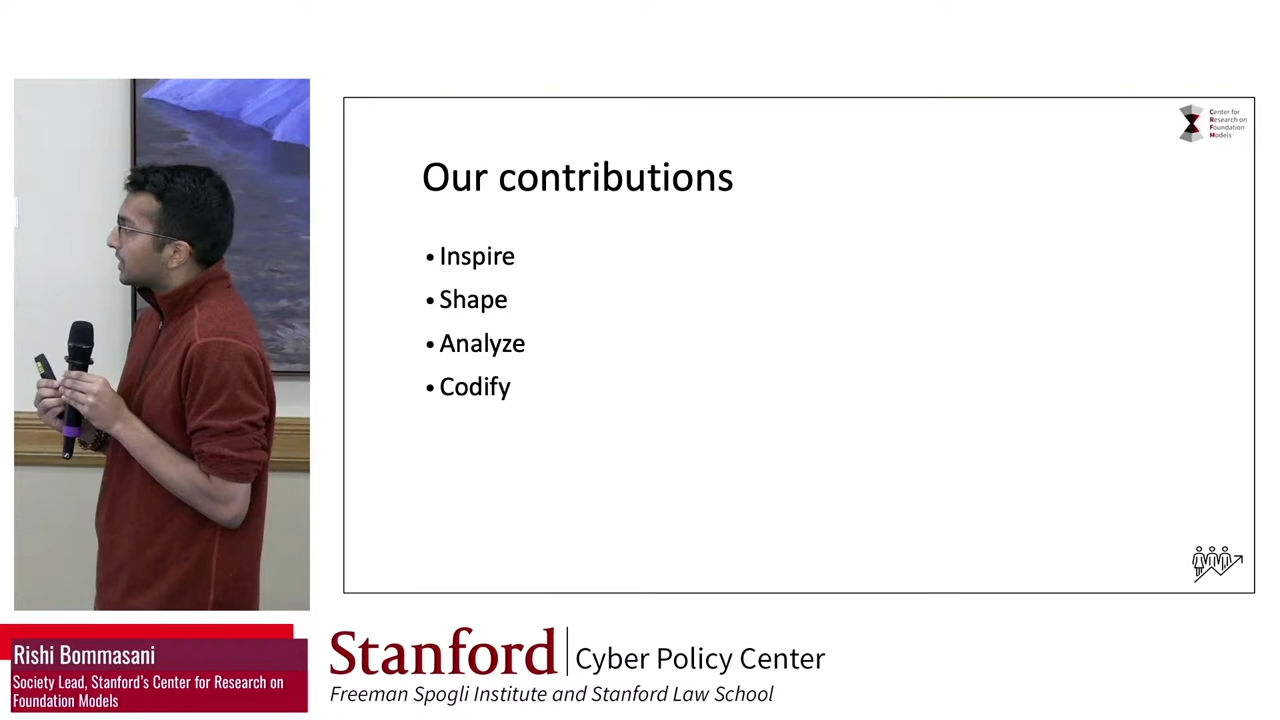 Center for
Research on
Foundation
Models
Our contributions
• Inspire
• Shape
• Analyze
• Codify
Rishi Bommasani
Society Lead, Stanford's Center for Research on
Foundation Models
Stanford | Cyber Policy Center
Freeman Spogli Institute and Stanford Law School